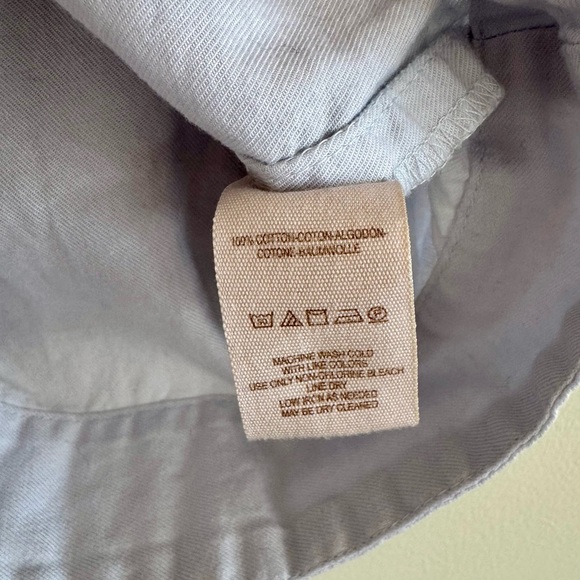 100% COTTON-COTON-ALGODÓN-
COTONE-BAUMWOLLE
MACHINE WASH COLD
WITH LIKE COLORS
USE ONLY NON-CHLORINE BLEACH
LINE DRY
LOW IRON AS NEEDED
MAY BE DRY CLEANED